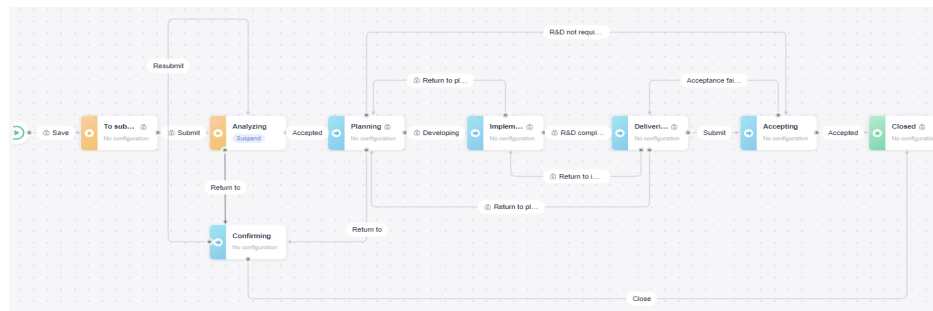 R&D not requi...
Resubmit
Return to pl...
Acceptance fai...
Save
To sub...
No configuration
Submit
Analyzing
Suspend
Accepted
Planning
No configuration
Developing
Implem...
No configuration
R&D compl...
Deliveri...
No configuration
Submit
Accepting
No configuration
Accepted
Closed
No configuratio
Return to i...
Return to
Return to pl...
Return to
Confirming
No configuration
Close